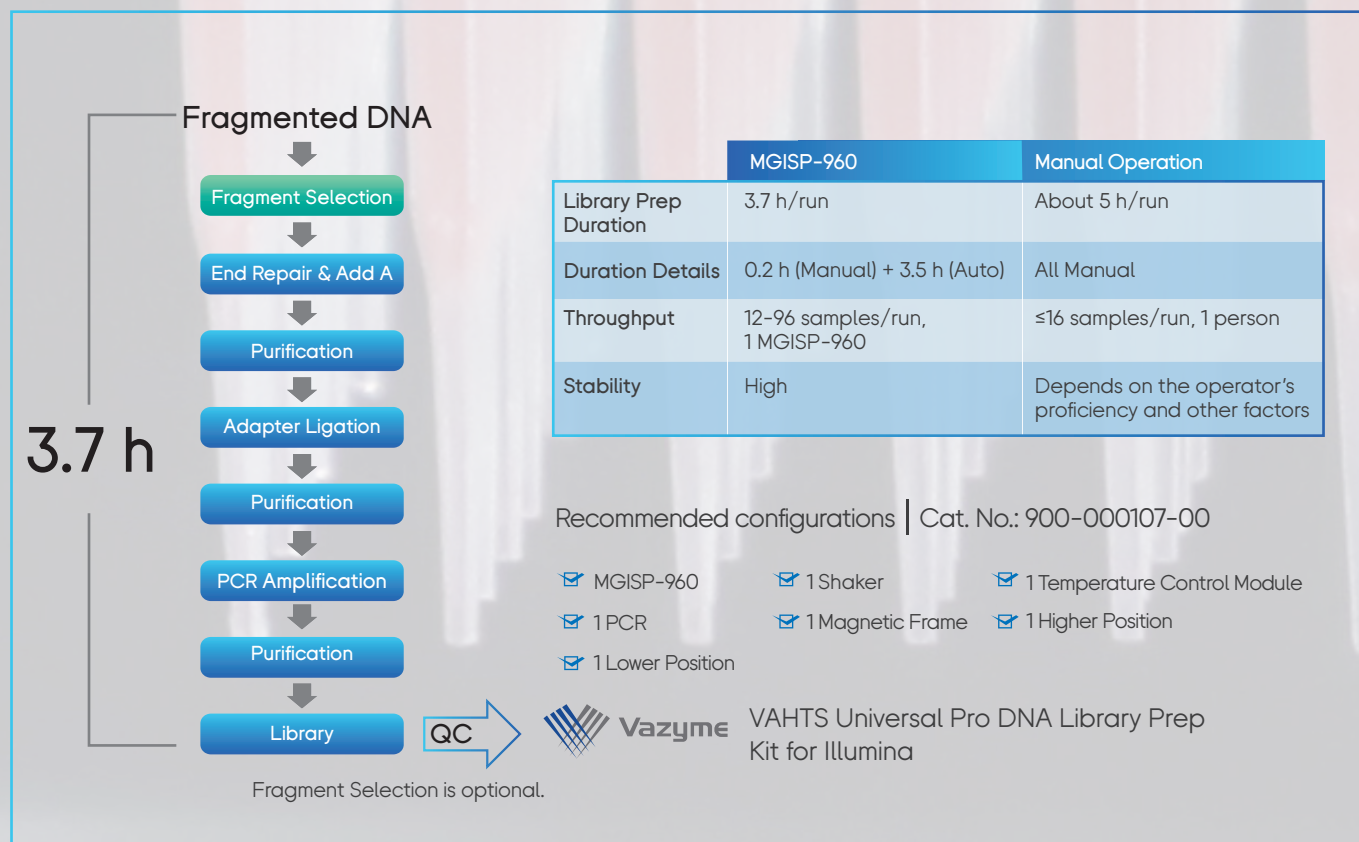 Fragmented DNA
Fragment Selection
End Repair & Add A
Purification
Adapter Ligation
Purification
PCR Amplification
Purification
Library
3.7 h
QC
Fragment Selection is optional.
MGISP-960 Manual Operation
Library Prep
Duration
3.7 h/run
About 5 h/run
Duration Details 0.2 h (Manual) + 3.5 h (Auto) All Manual
Throughput
12-96 samples/run,
1 MGISP-960
≤16 samples/run, 1 person
Stability
High
Depends on the operator's
proficiency and other factors
Recommended configurations | Cat. No.: 900-000107-00
MGISP-960 1 Shaker 1 Temperature Control Module
1 PCR 1 Magnetic Frame 1 Higher Position
1 Lower Position
Vazyme
VAHTS Universal Pro DNA Library Prep
Kit for Illumina